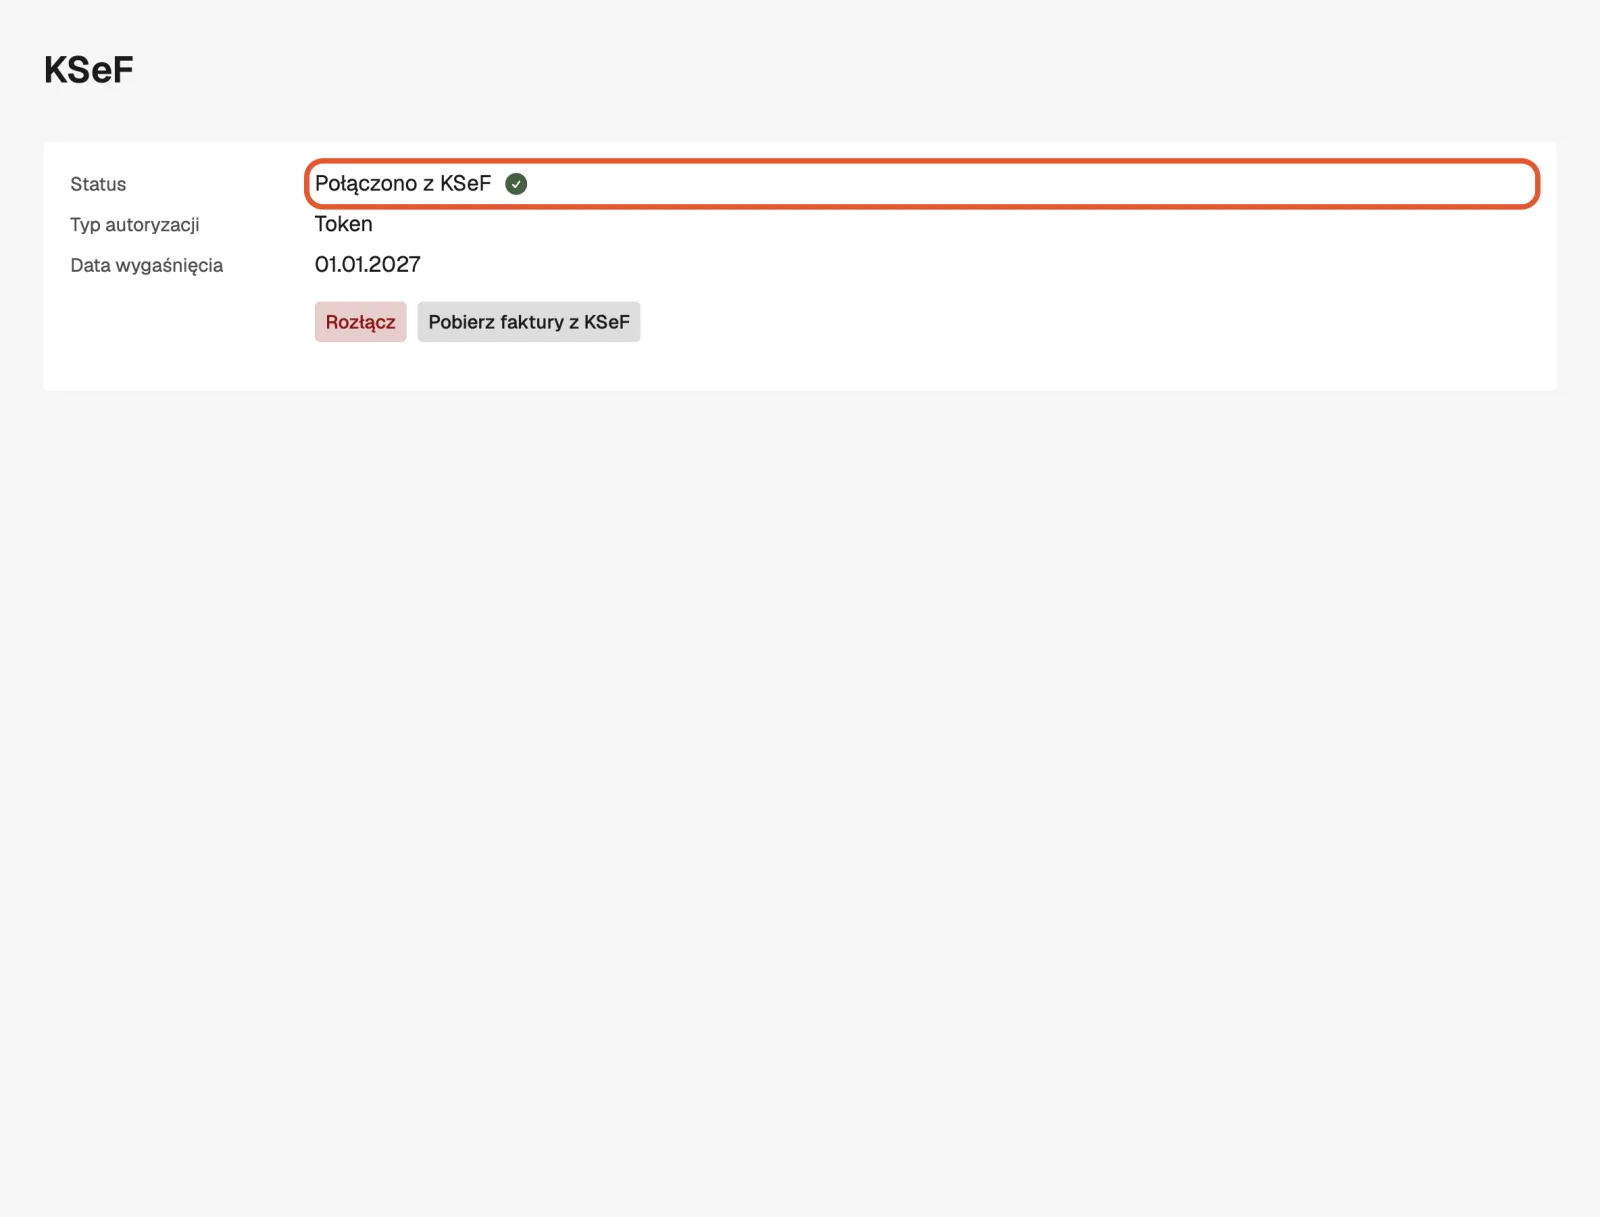 KSeF
Status Połączono z KSeF
Typ autoryzacji Token
Data wygaśnięcia 01.01.2027
Rozłącz Pobierz faktury z KSeF